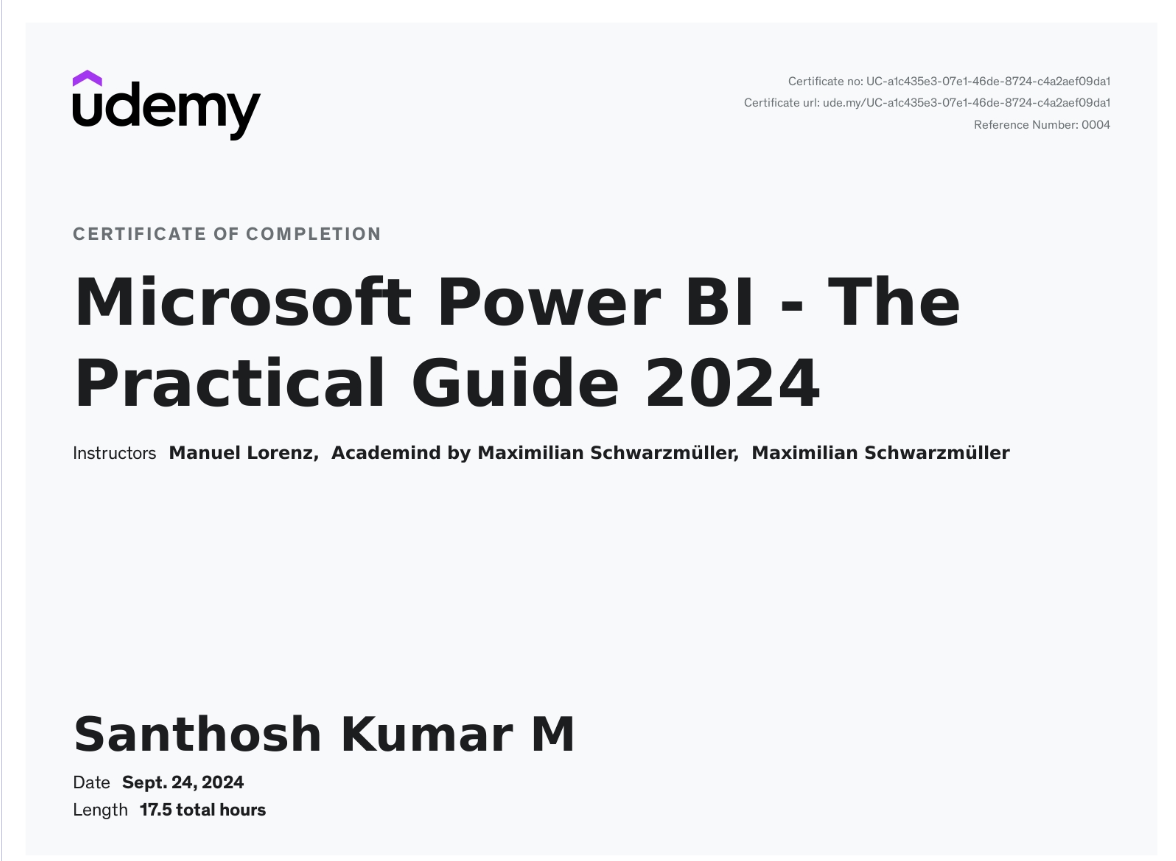 udemy
Certificate no: UC-a1c435e3-07e1-46de-8724-c4a2aef09da1
Certificate url: ude.my/UC-a1c435e3-07e1-46de-8724-c4a2aef09da1
Reference Number: 0004
CERTIFICATE OF COMPLETION
Microsoft Power BI - The
Practical Guide 2024
Instructors Manuel Lorenz, Academind by Maximilian Schwarzmüller, Maximilian Schwarzmüller
Santhosh Kumar M
Date Sept. 24, 2024
Length 17.5 total hours